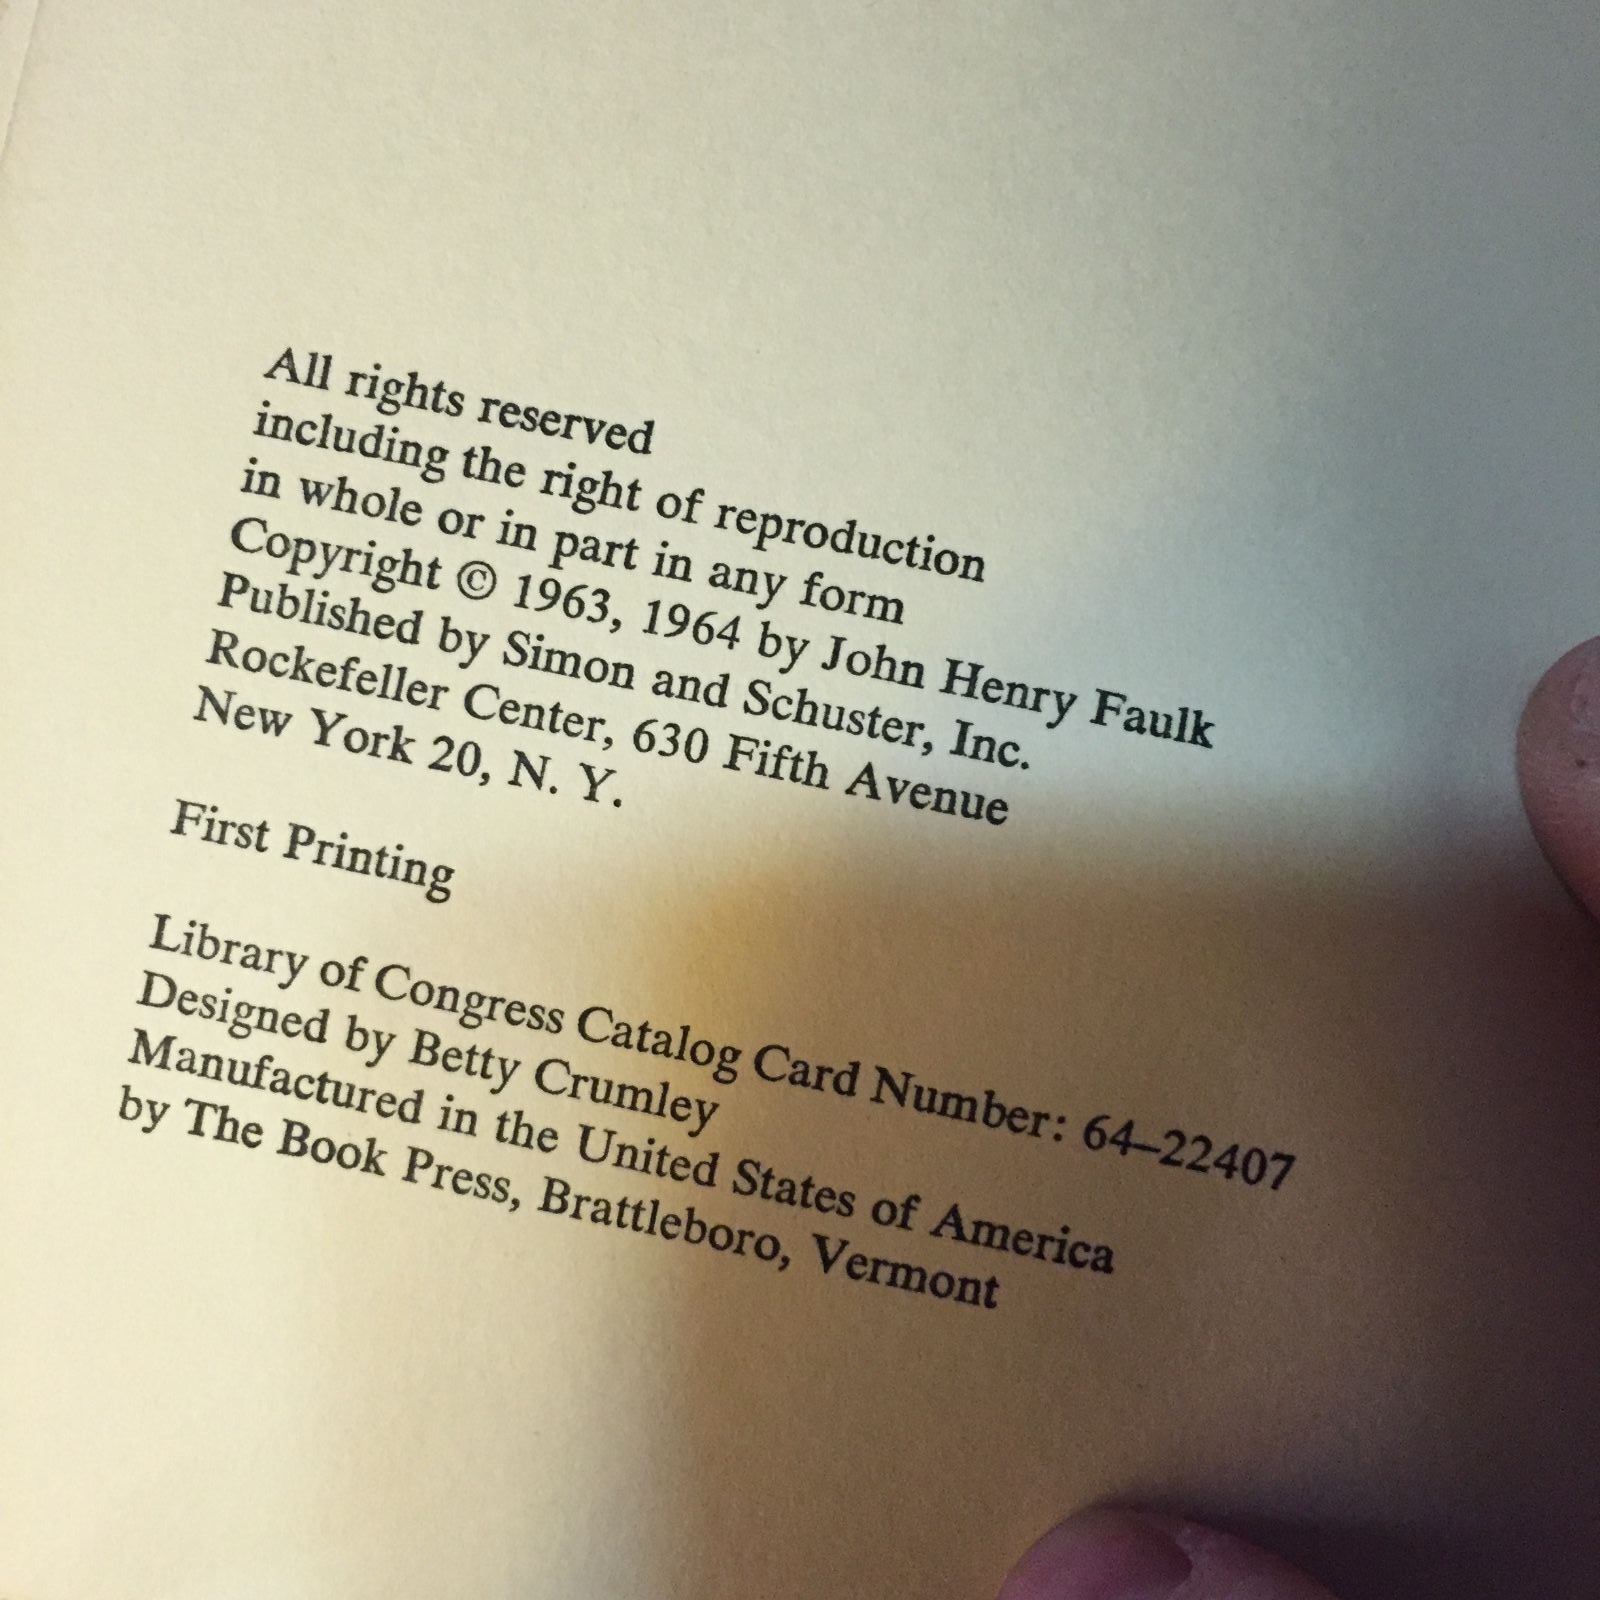 All rights reserved
including the right of reproduction
in whole or in part in any form
Copyright © 1963, 1964 by John Henry Faulk
Published by Simon and Schuster, Inc.
Rockefeller Center, 630 Fifth Avenue
New York 20, N. Y.
First Printing
Library of Congress Catalog Card Number: 64–22407
Designed by Betty Crumley
Manufactured in the United States of America
by The Book Press, Brattleboro, Vermont